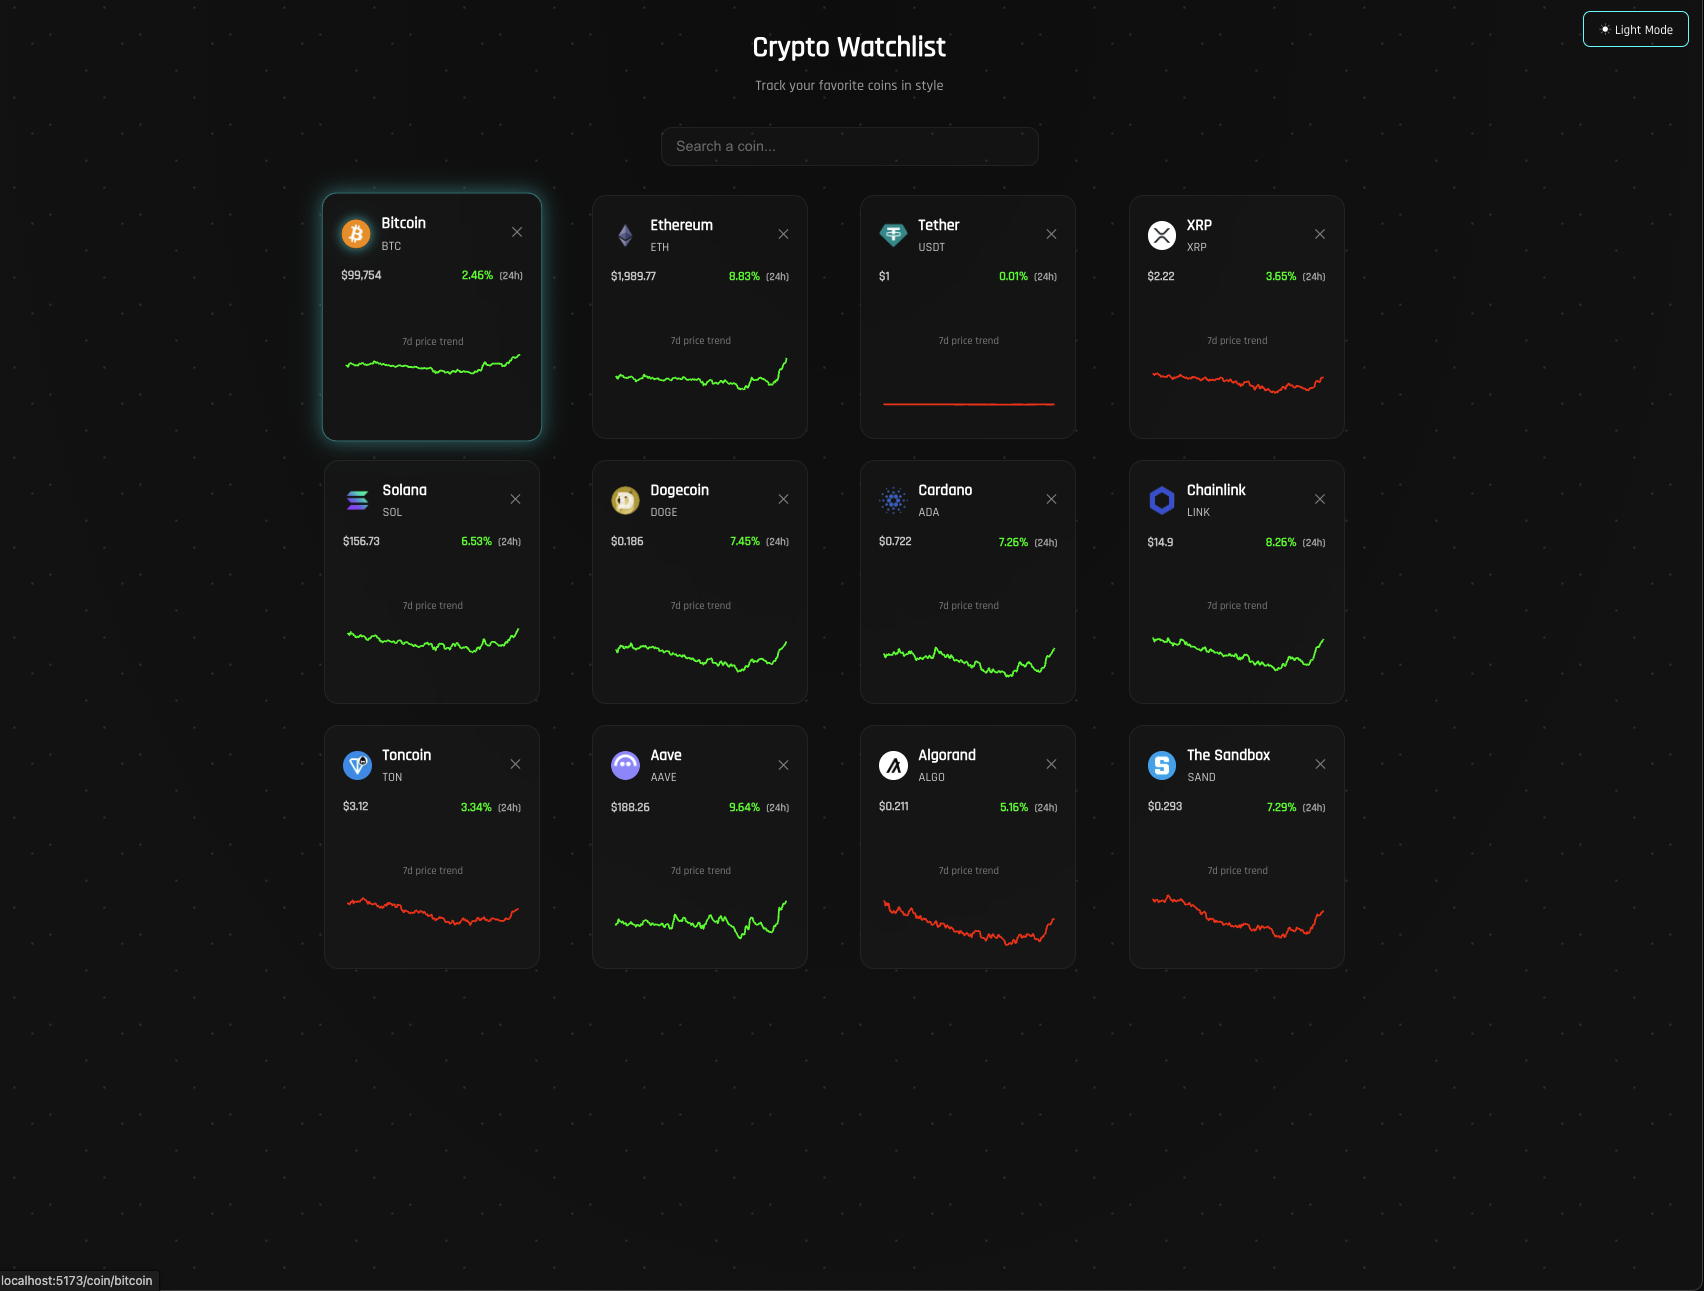 ☀ Light Mode
Crypto Watchlist
Track your favorite coins in style
Search a coin...
Bitcoin
BTC
$99,754 2.46% (24h)
7d price trend
Ethereum
ETH
$1,989.77 8.83% (24h)
7d price trend
Tether
USDT
$1 0.01% (24h)
7d price trend
XRP
XRP
$2.22 3.65% (24h)
7d price trend
Solana
SOL
$156.73 6.53% (24h)
7d price trend
Dogecoin
DOGE
$0.186 7.45% (24h)
7d price trend
Cardano
ADA
$0.722 7.26% (24h)
7d price trend
Chainlink
LINK
$14.9 8.26% (24h)
7d price trend
Toncoin
TON
$3.12 3.34% (24h)
7d price trend
Aave
AAVE
$188.26 9.64% (24h)
7d price trend
Algorand
ALGO
$0.211 5.16% (24h)
7d price trend
The Sandbox
SAND
$0.293 7.29% (24h)
7d price trend
localhost:5173/coin/bitcoin